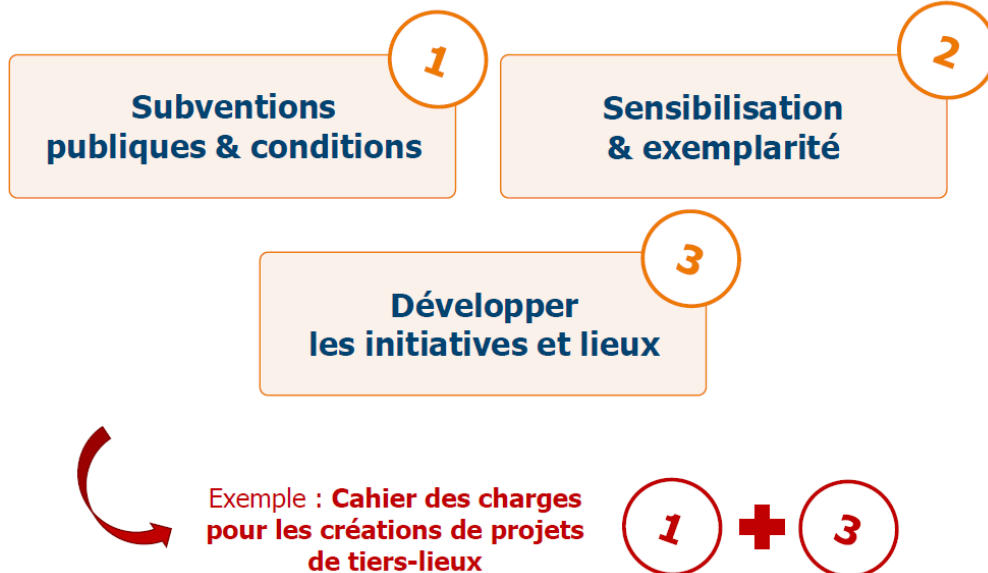 1
Subventions
publiques & conditions
2
Sensibilisation
& exemplarité
3
Développer
les initiatives et lieux
Exemple : Cahier des charges
pour les créations de projets
de tiers-lieux
1 + 3